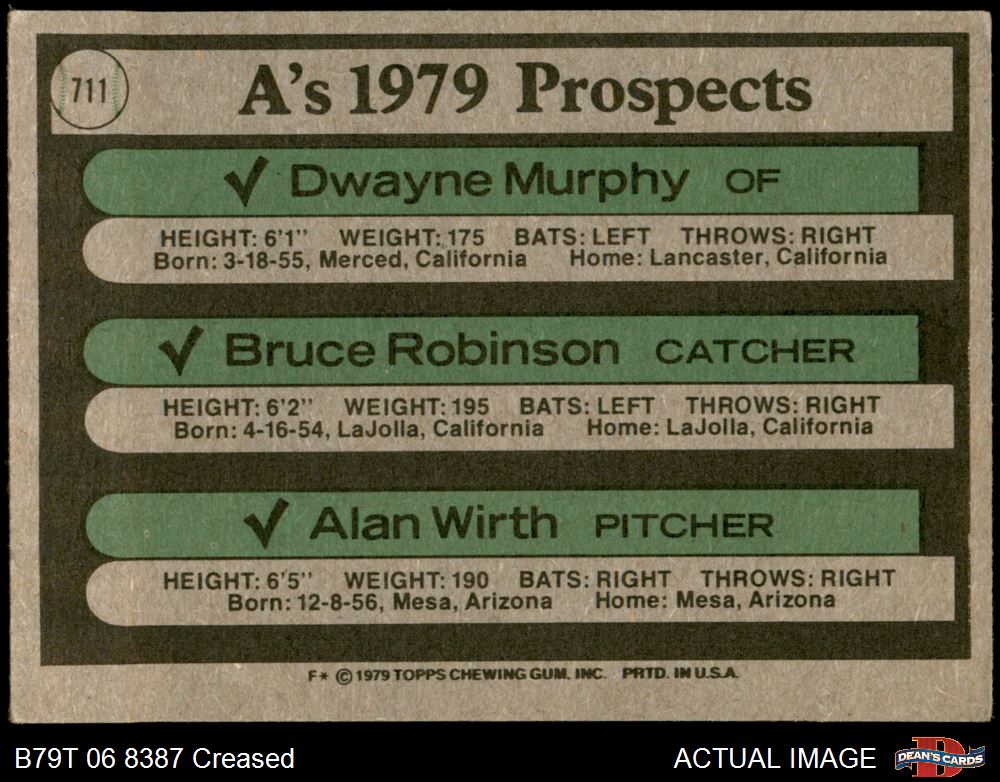 711
A's 1979 Prospects
✓ Dwayne Murphy OF
HEIGHT: 6'1" WEIGHT: 175 BATS: LEFT THROWS: RIGHT
Born: 3-18-55, Merced, California Home: Lancaster, California
✓ Bruce Robinson CATCHER
HEIGHT: 6'2" WEIGHT: 195 BATS: LEFT THROWS: RIGHT
Born: 4-16-54, LaJolla, California Home: LaJolla, California
✓ Alan Wirth PITCHER
HEIGHT: 6'5" WEIGHT: 190 BATS: RIGHT THROWS: RIGHT
Born: 12-8-56, Mesa, Arizona Home: Mesa, Arizona
F* © 1979 TOPPS CHEWING GUM. INC. PRTD. IN U.S.A.
B79T 06 8387 Creased
ACTUAL IMAGE
D
DEAN'S CARDS